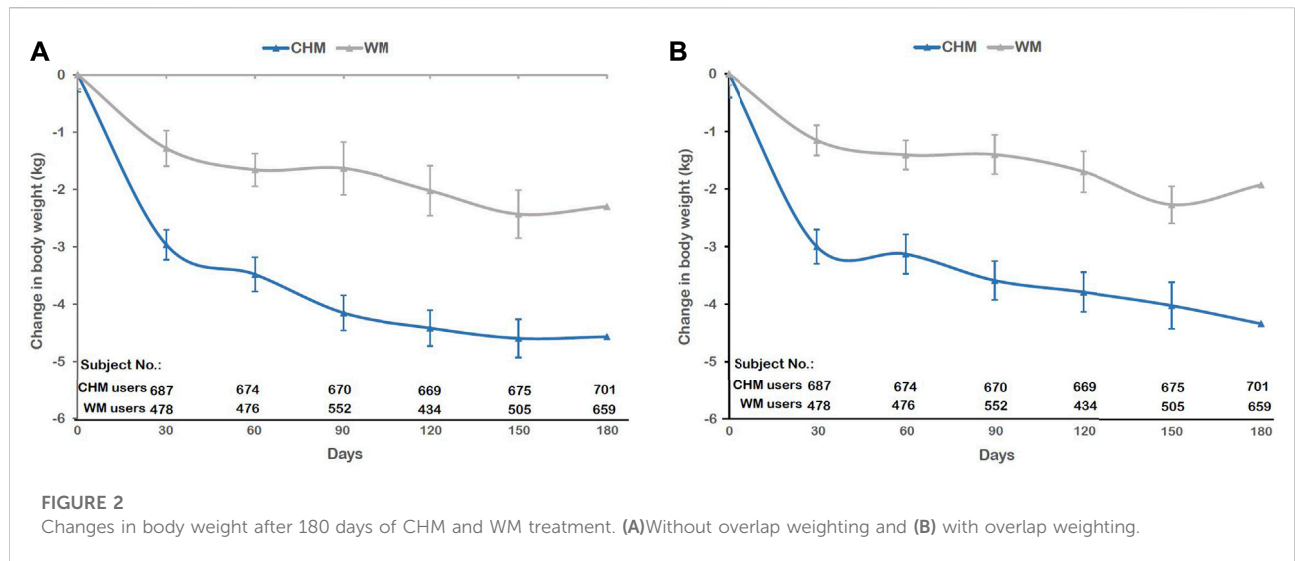 A
CHM WM
0
-1
-2
-3
-4
-5
-6
Change in body weight (kg)
Subject No.:
CHM users 687 674 670 669 675 701
WM users 478 476 552 434 505 659
0 30 60 90 120 150 180
Days
B
CHM WM
0
-1
-2
-3
-4
-5
-6
Change in body weight (kg)
Subject No.:
CHM users 687 674 670 669 675 701
WM users 478 476 552 434 505 659
0 30 60 90 120 150 180
Days
FIGURE 2
Changes in body weight after 180 days of CHM and WM treatment. (A)Without overlap weighting and (B) with overlap weighting.